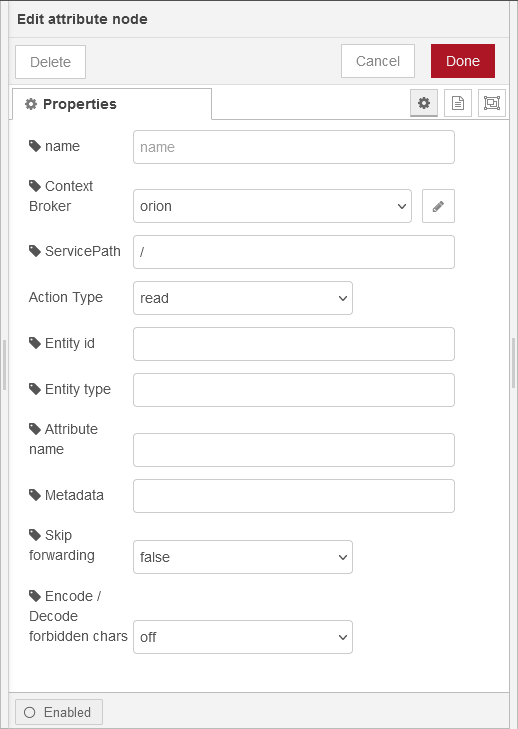 Edit attribute node
Delete
Cancel
Done
Properties
name
name
Context
Broker
orion
ServicePath
/
Action Type
read
Entity id
Entity type
Attribute
name
Metadata
Skip
forwarding
false
Encode /
Decode
forbidden chars
off
Enabled